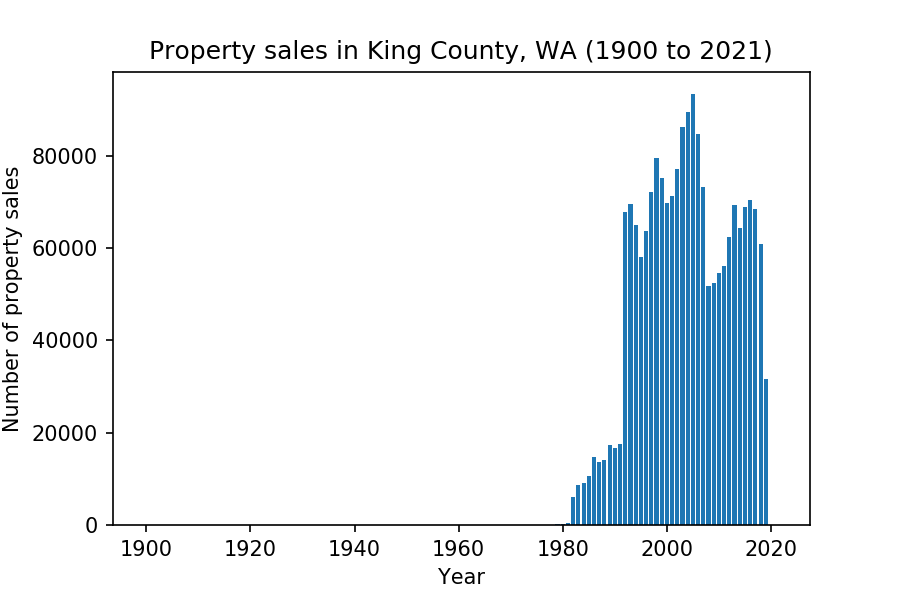 Property sales in King County, WA (1900 to 2021)
Number of property sales
80000
60000
40000
20000
0
1900 1920 1940 1960 1980 2000 2020
Year